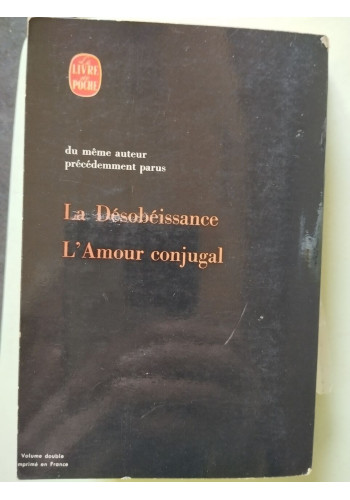 LE
LIVRE
DE
POCHE
du même auteur
précédemment parus
La Désobéissance
L'Amour conjugal
Volume double
imprimé en France